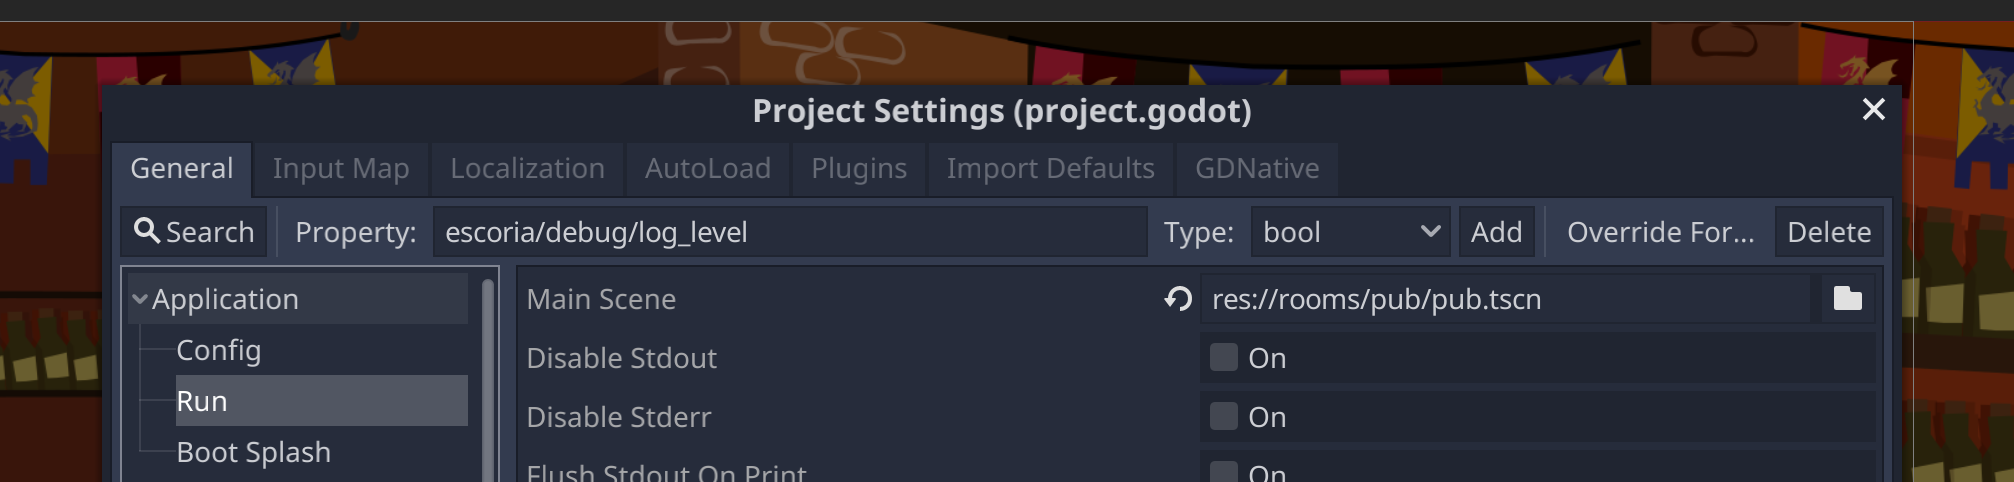 Project Settings (project.godot)
General Input Map Localization AutoLoad Plugins Import Defaults GDNative
Search Property: escoria/debug/log_level Type: bool Add Override For... Delete
Application Main Scene res://rooms/pub/pub.tscn
Config Disable Stdout On
Run Disable Stderr On
Boot Splash Flush Stdout On Print On